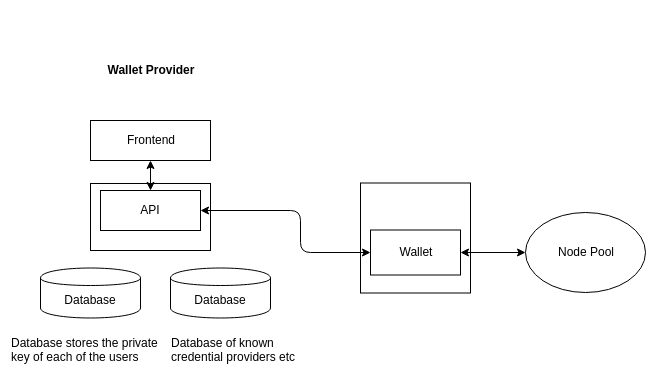 Wallet Provider
Frontend
API
Wallet
Node Pool
Database
Database
Database stores the private
key of each of the users
Database of known
credential providers etc